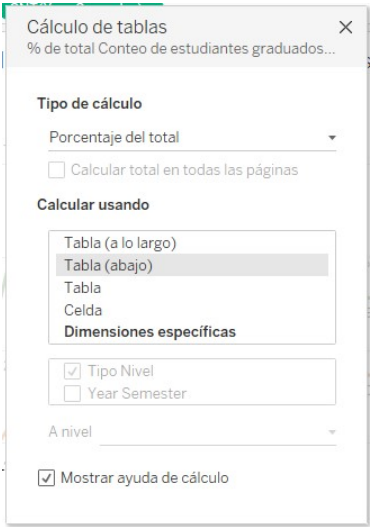 Cálculo de tablas
% de total Conteo de estudiantes graduados...
Tipo de cálculo
Porcentaje del total
Calcular total en todas las páginas
Calcular usando
Tabla (a lo largo)
Tabla (abajo)
Tabla
Celda
Dimensiones específicas
Tipo Nivel
Year Semester
A nivel
Mostrar ayuda de cálculo